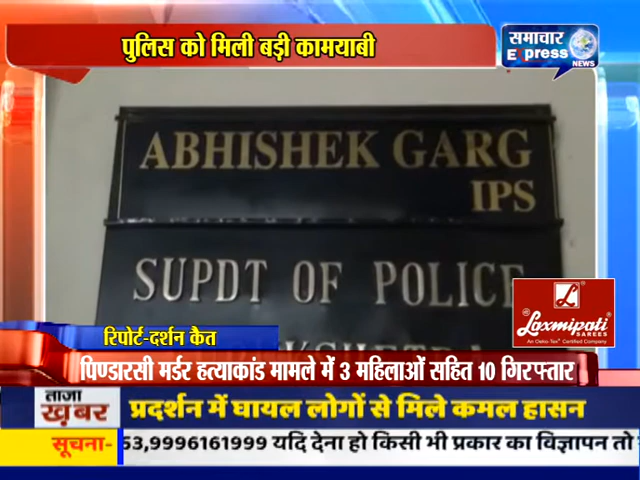 पुलिस को मिली बड़ी कामयाबी
समाचार
Express
NEWS
ABHISHEK GARG
IPS
SUPDT OF POLICE
L
Laxmipati
SAREES
An Oeko-Tex® Certified Company
रिपोर्ट-दर्शन कैत
पिण्डारसी मर्डर हत्याकांड मामले में 3 महिलाओं सहित 10 गिरफ्तार
ताज़ा
ख़बर
प्रदर्शन में घायल लोगों से मिले कमल हासन
सूचना-
53,9996161999 यदि देना हो किसी भी प्रकार का विज्ञापन तो